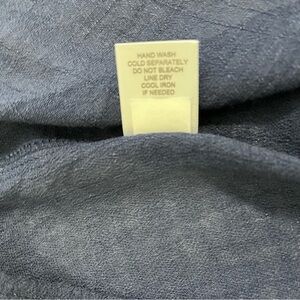 HAND WASH
COLD SEPARATELY
DO NOT BLEACH
LINE DRY
COOL IRON
IF NEEDED